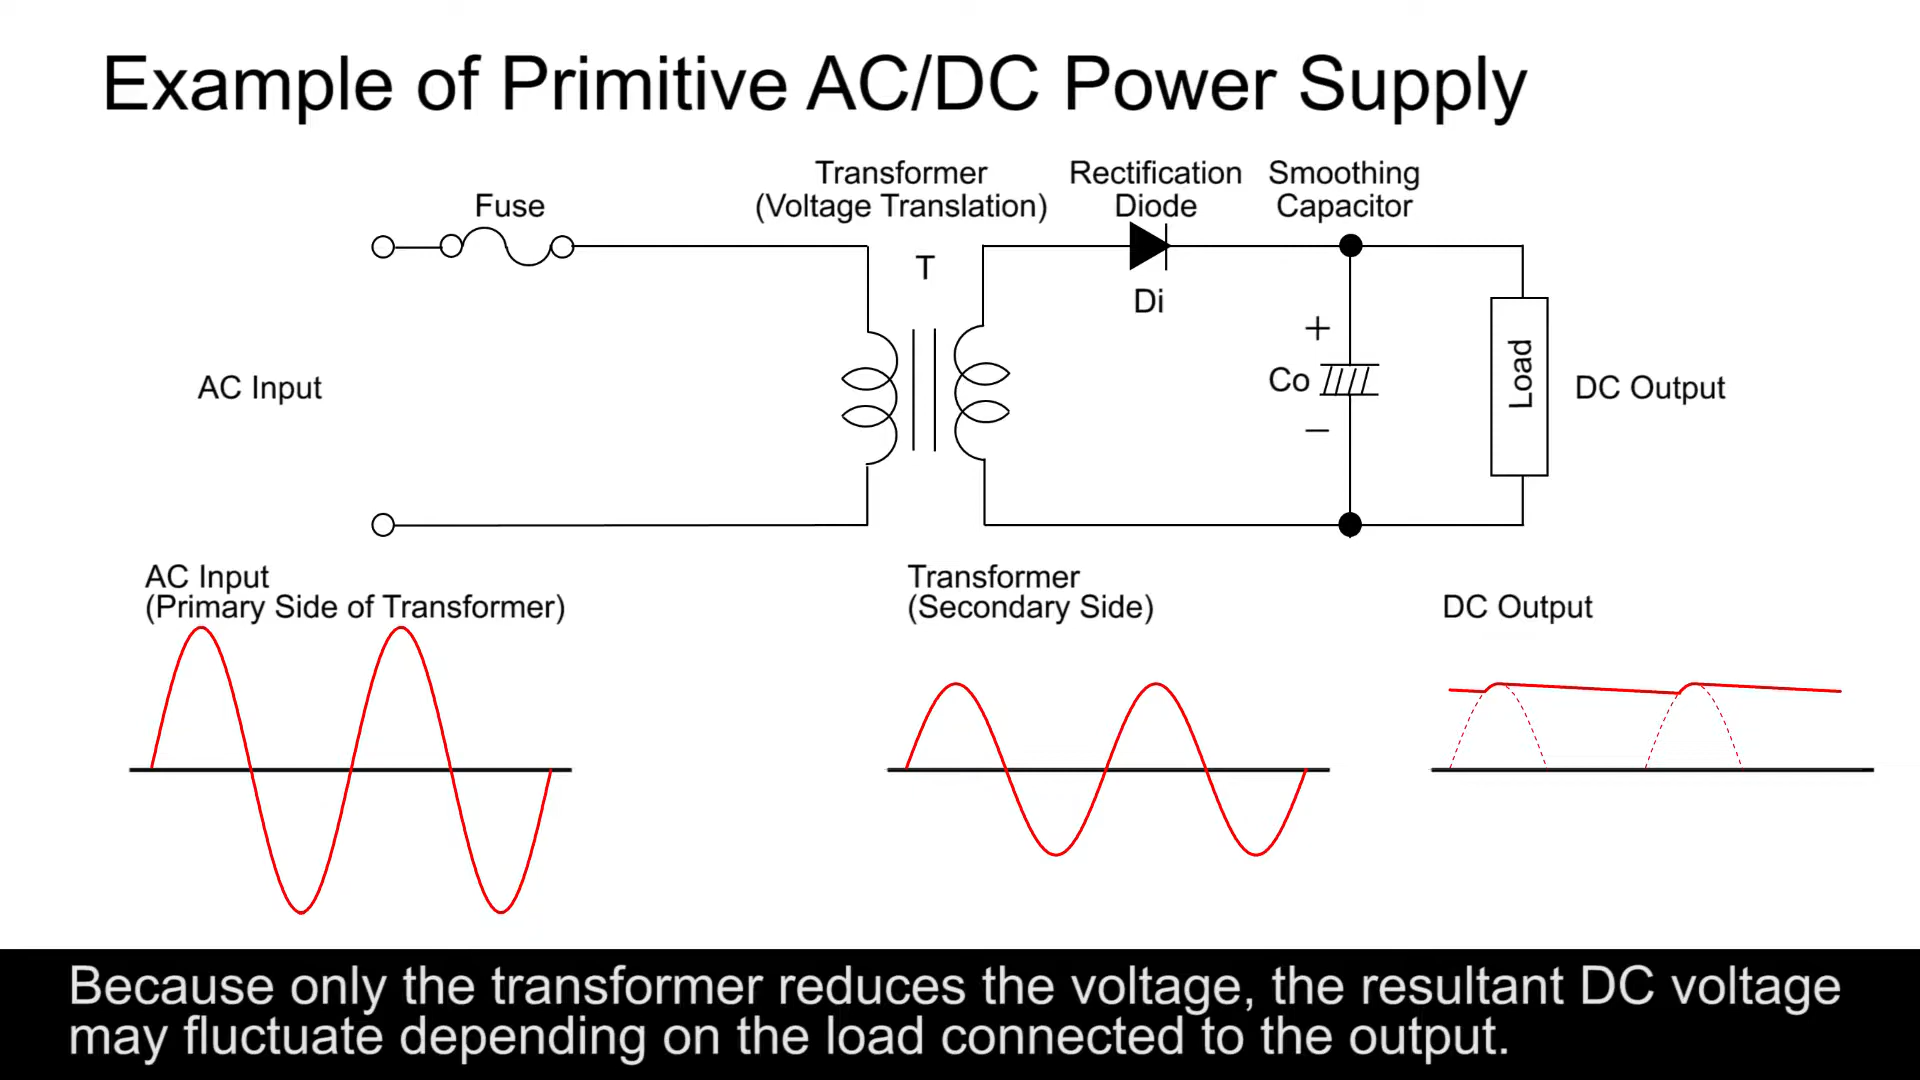 Example of Primitive AC/DC Power Supply
Transformer
(Voltage Translation)
Rectification
Diode
Smoothing
Capacitor
Fuse
T
Di
+
Co
−
Load
AC Input
DC Output
AC Input
(Primary Side of Transformer)
Transformer
(Secondary Side)
DC Output
Because only the transformer reduces the voltage, the resultant DC voltage
may fluctuate depending on the load connected to the output.